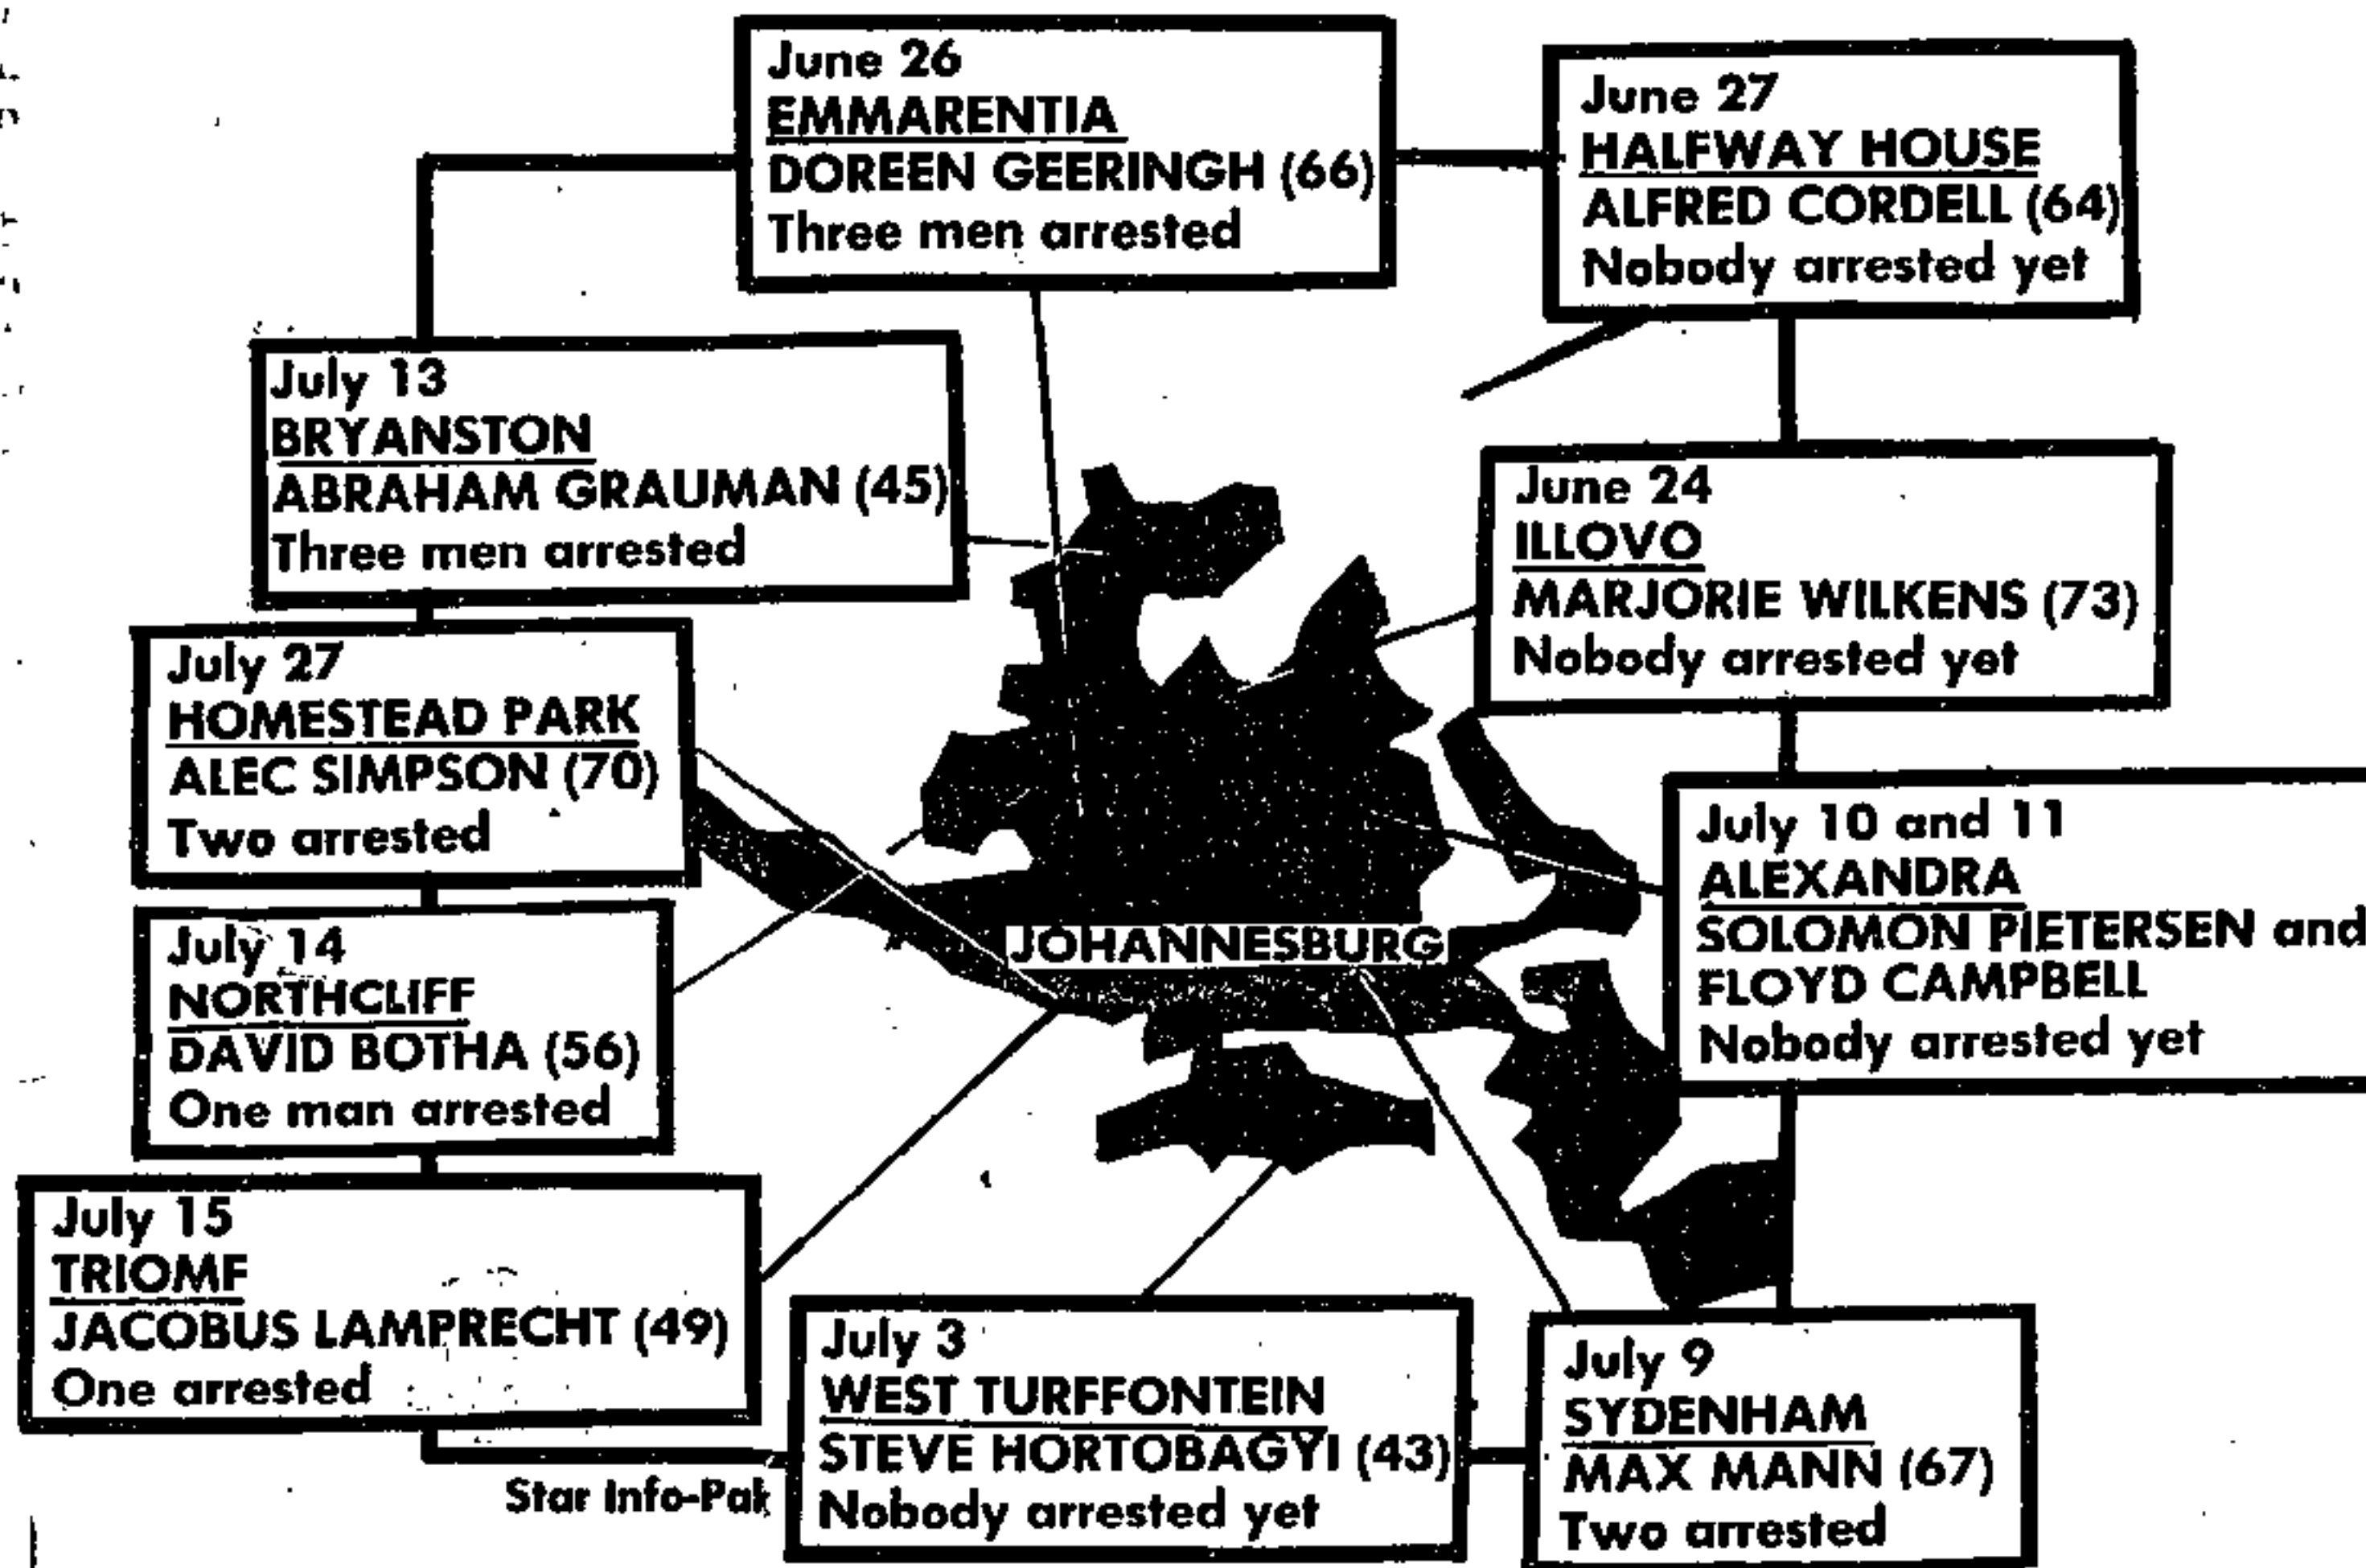 June 26
EMMARENTIA
DOREEN GEERINGH (66)
Three men arrested
June 27
HALFWAY HOUSE
ALFRED CORDELL (64)
Nobody arrested yet
July 13
BRYANSTON
ABRAHAM GRAUMAN (45)
Three men arrested
June 24
ILLOVO
MARJORIE WILKENS (73)
Nobody arrested yet
July 27
HOMESTEAD PARK
ALEC SIMPSON (70)
Two arrested
July 10 and 11
ALEXANDRA
SOLOMON PIETERSEN and
FLOYD CAMPBELL
Nobody arrested yet
JOHANNESBURG
July 14
NORTHCLIFF
DAVID BOTHA (56)
One man arrested
July 15
TRIOMF
JACOBUS LAMPRECHT (49)
One arrested
July 3
WEST TURFFONTEIN
STEVE HORTOBAGYI (43)
Nobody arrested yet
July 9
SYDENHAM
MAX MANN (67)
Two arrested
Star Info-Pak